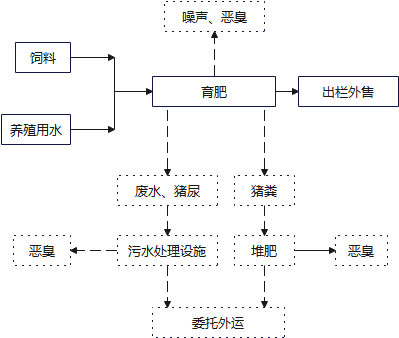 噪声、恶臭
饲料
育肥
出栏外售
养殖用水
废水、猪尿
猪粪
恶臭
污水处理设施
堆肥
恶臭
委托外运